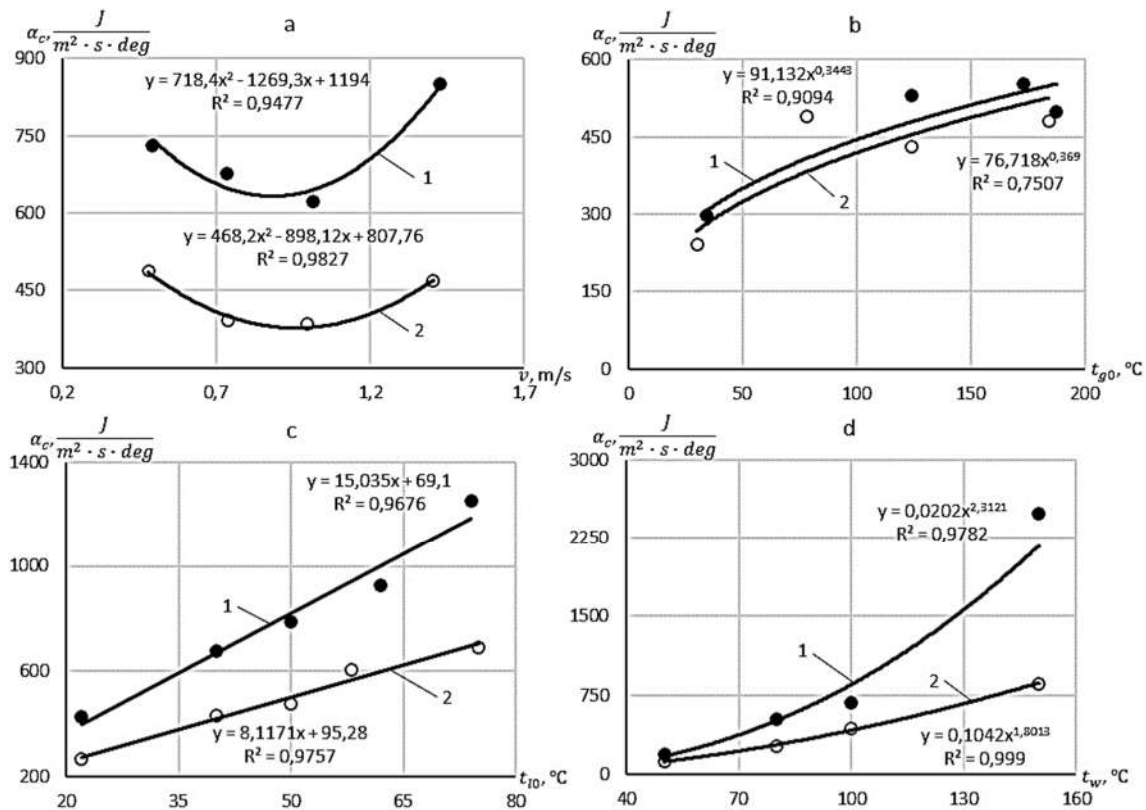 a
α_c, J / m² · s · deg
900
750
600
450
300
0,2
0,7
1,2
1,7
v, m/s
y = 718,4x² - 1269,3x + 1194
R² = 0,9477
1
y = 468,2x² - 898,12x + 807,76
R² = 0,9827
2
b
α_c, J / m² · s · deg
600
450
300
150
0
0
50
100
150
200
t_g0, °C
y = 91,132x^0,3443
R² = 0,9094
1
2
y = 76,718x^0,369
R² = 0,7507
c
α_c, J / m² · s · deg
1400
1000
600
200
20
35
50
65
80
t_l0, °C
y = 15,035x + 69,1
R² = 0,9676
1
2
y = 8,1171x + 95,28
R² = 0,9757
d
α_c, J / m² · s · deg
3000
2250
1500
750
0
40
70
100
130
160
t_w, °C
y = 0,0202x^2,3121
R² = 0,9782
1
2
y = 0,1042x^1,8013
R² = 0,999